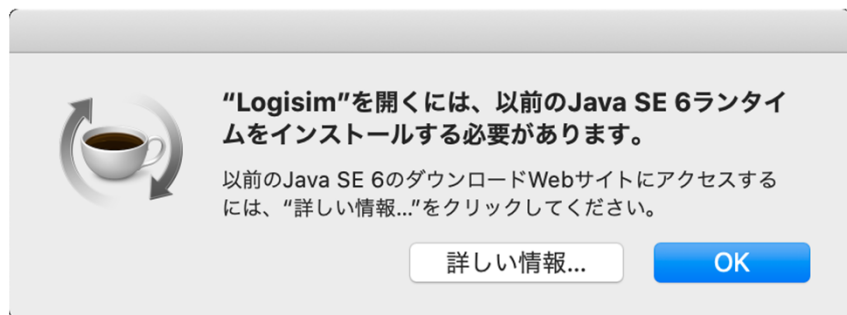 “Logisim”を開くには、以前のJava SE 6ランタイ
ムをインストールする必要があります。
以前のJava SE 6のダウンロードWebサイトにアクセスする
には、“詳しい情報...”をクリックしてください。
詳しい情報...
OK